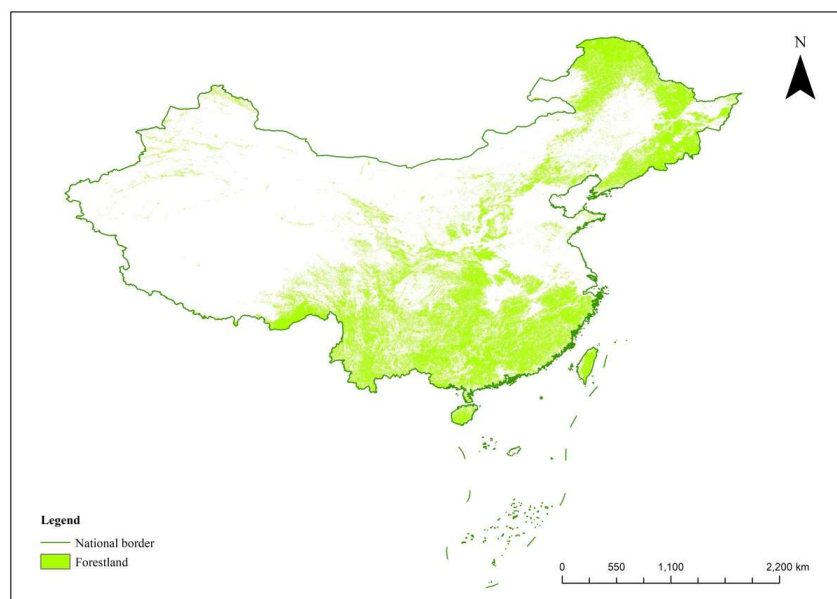 N
Legend
National border
Forestland
0 550 1,100 2,200 km